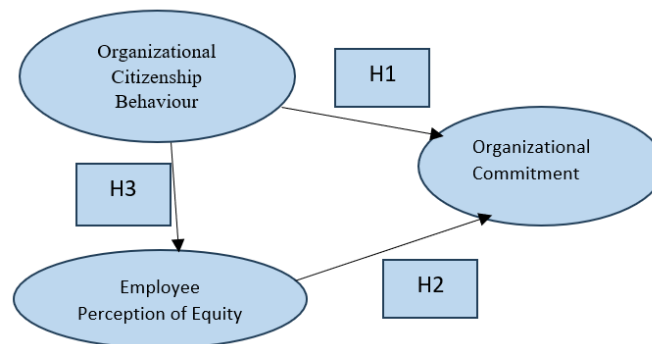 Organizational
Citizenship
Behaviour
H1
Organizational
Commitment
H3
Employee
Perception of Equity
H2